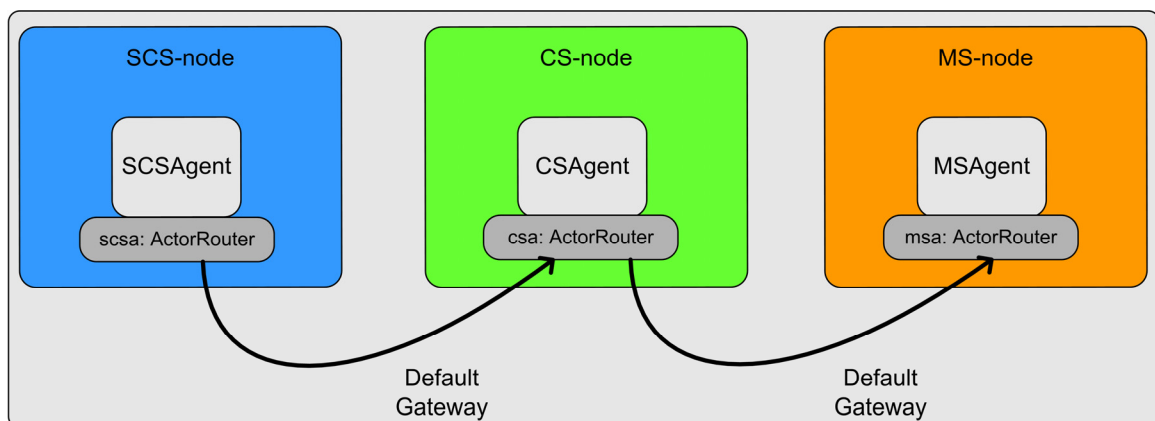 SCS-node
CS-node
MS-node
SCSAgent
CSAgent
MSAgent
scsa: ActorRouter
csa: ActorRouter
msa: ActorRouter
Default
Gateway
Default
Gateway